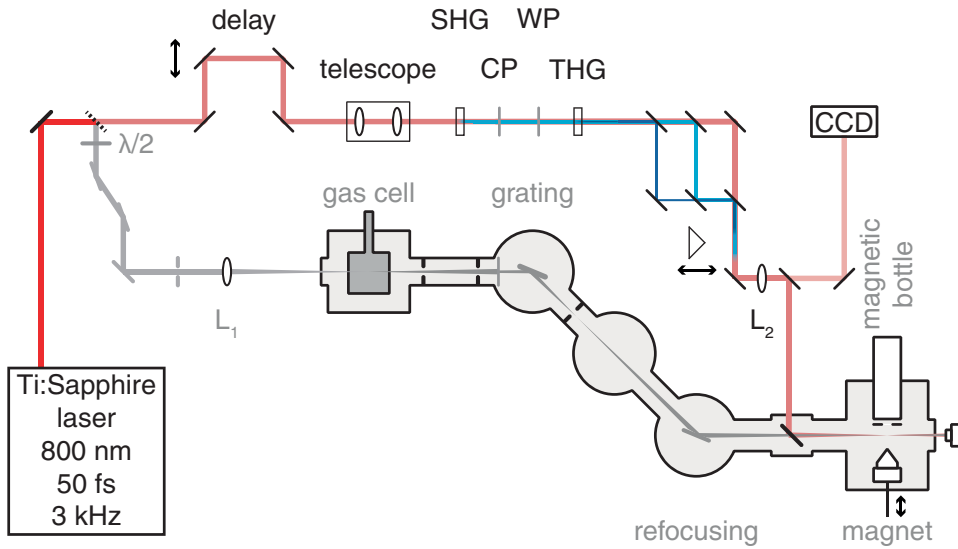 delay
telescope
SHG
WP
CP
THG
CCD
λ/2
gas cell
grating
magnetic
bottle
L1
L2
Ti:Sapphire
laser
800 nm
50 fs
3 kHz
refocusing
magnet